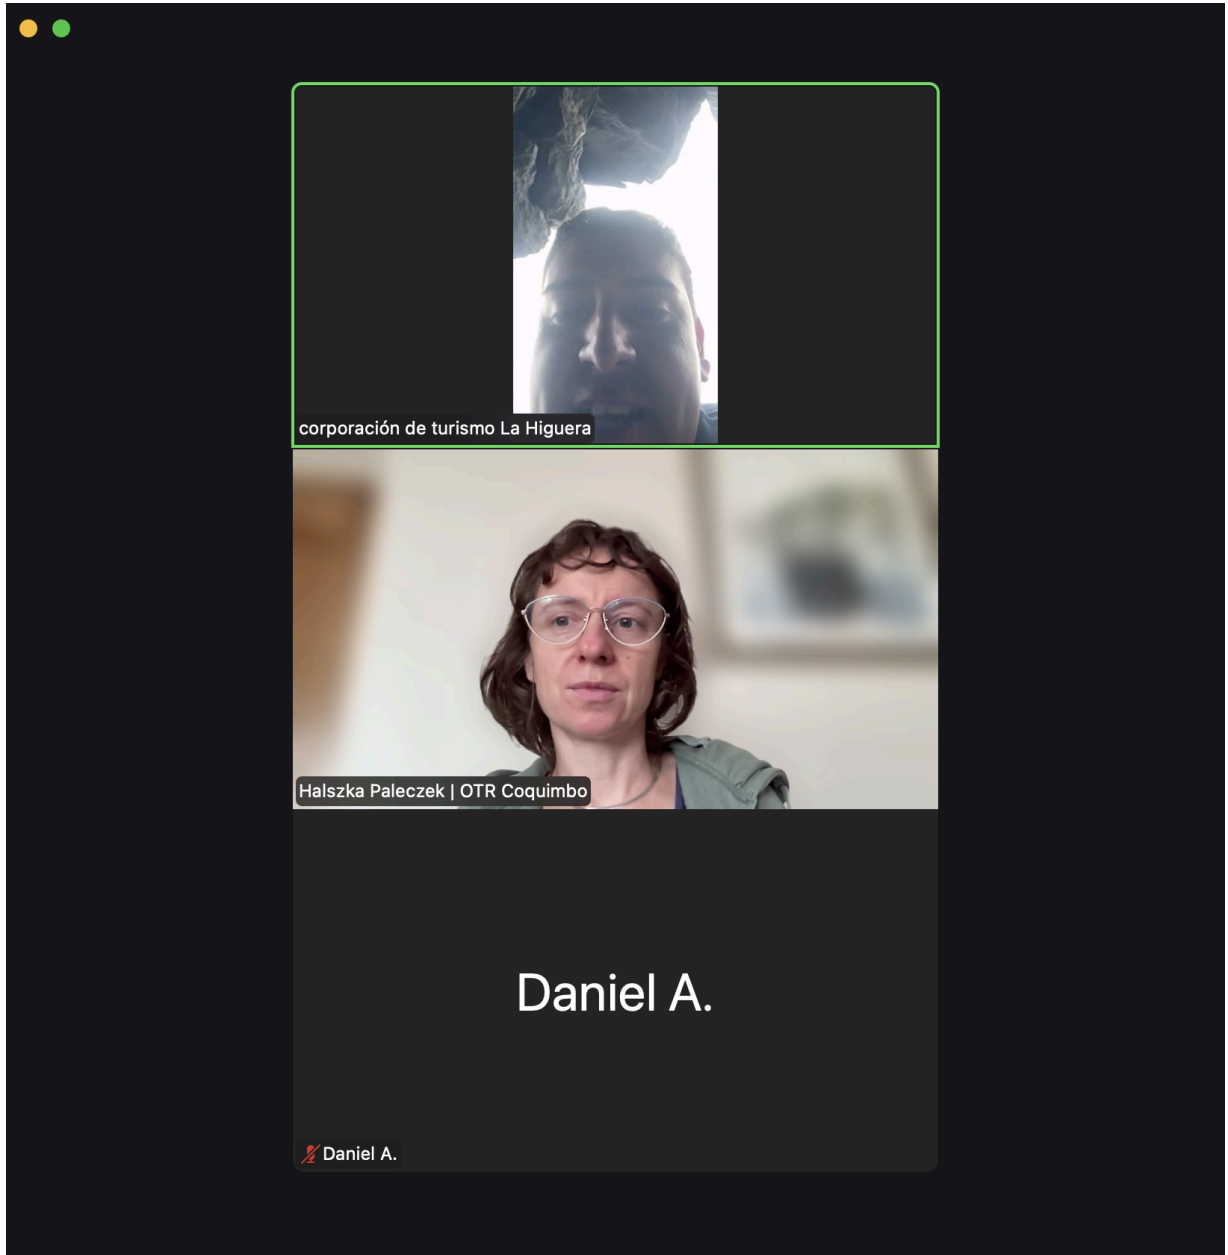 corporación de turismo La Higuera
Halszka Paleczek | OTR Coquimbo
Daniel A.
Daniel A.